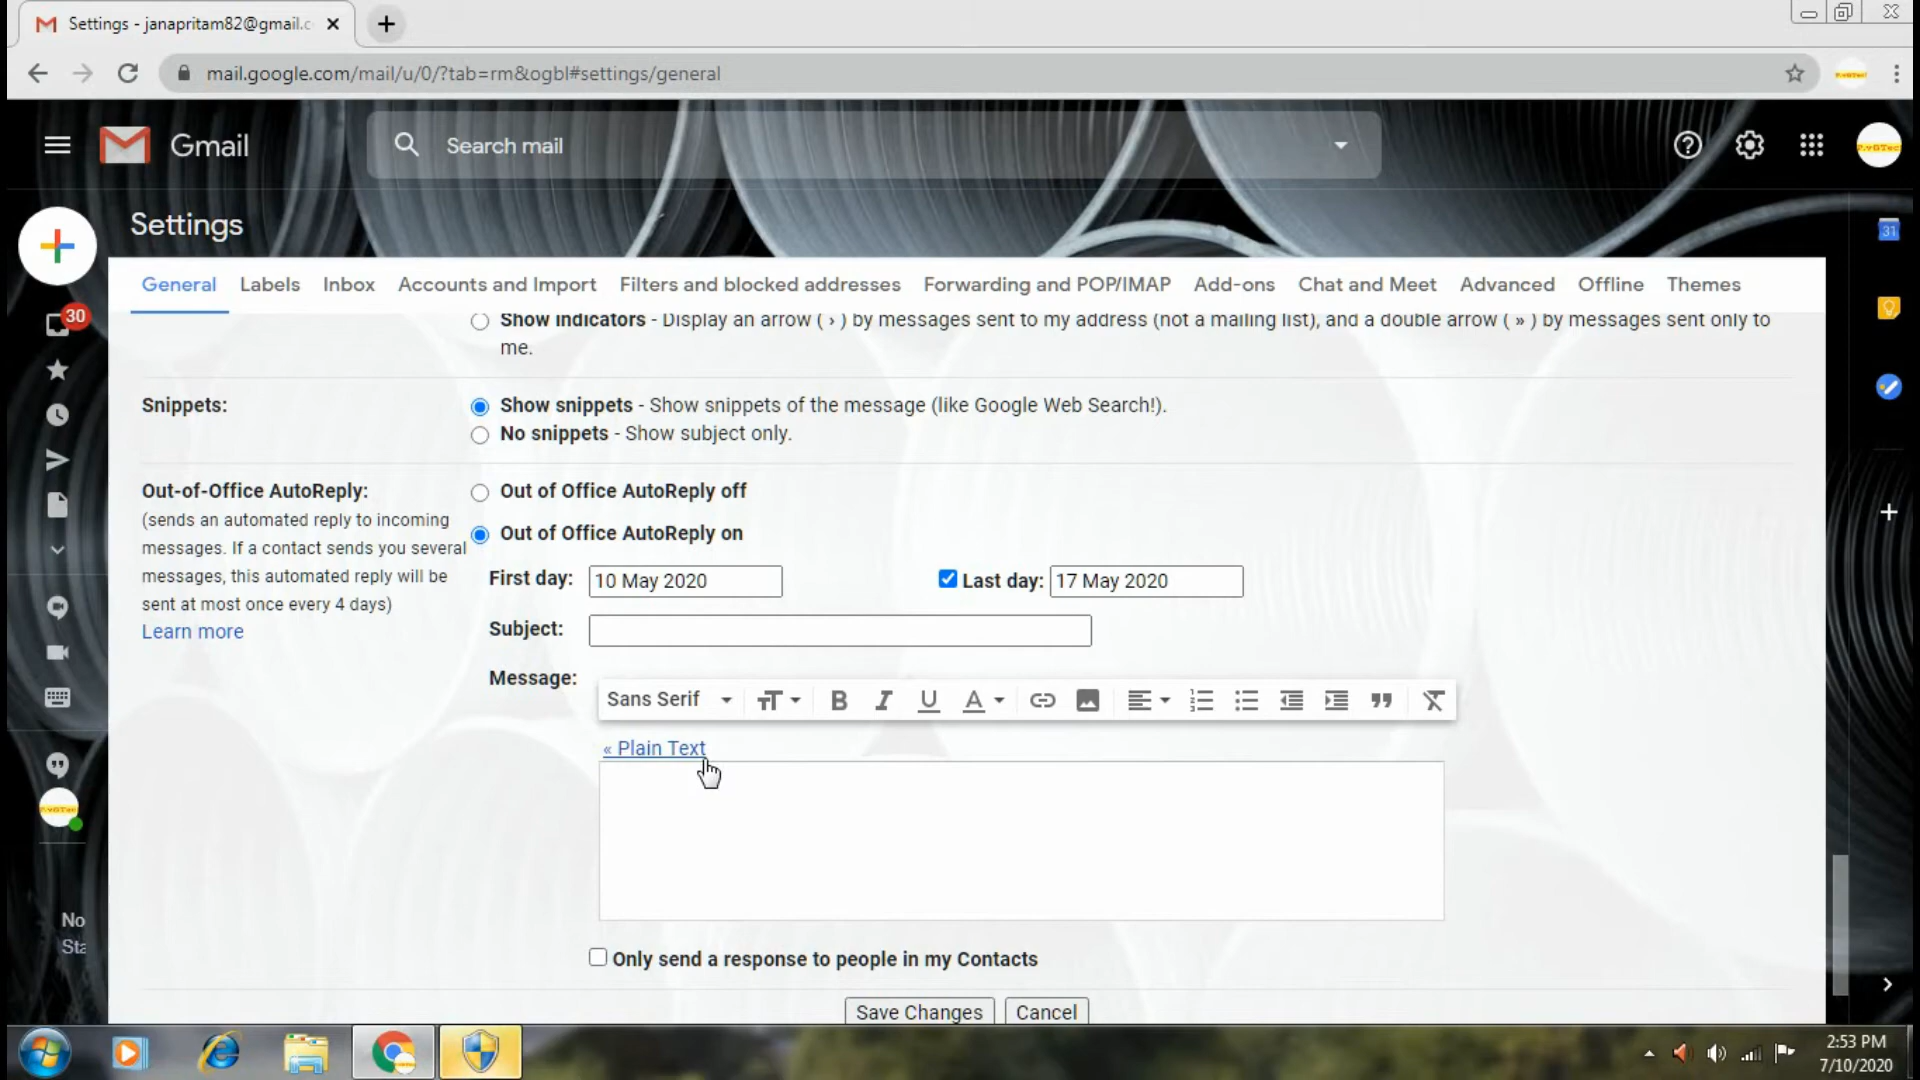 Settings - janapritam82@gmail.c
mail.google.com/mail/u/0/?tab=rm&ogbl#settings/general
Gmail
Search mail
Settings
General Labels Inbox Accounts and Import Filters and blocked addresses Forwarding and POP/IMAP Add-ons Chat and Meet Advanced Offline Themes
30
31
Show indicators - Display an arrow ( › ) by messages sent to my address (not a mailing list), and a double arrow ( » ) by messages sent only to
me.
Snippets:
Show snippets - Show snippets of the message (like Google Web Search!).
No snippets - Show subject only.
Out-of-Office AutoReply:
(sends an automated reply to incoming
messages. If a contact sends you several
messages, this automated reply will be
sent at most once every 4 days)
Learn more
Out of Office AutoReply off
Out of Office AutoReply on
First day: 10 May 2020 Last day: 17 May 2020
Subject:
Message:
Sans Serif
« Plain Text
Only send a response to people in my Contacts
Save Changes Cancel
No
Sta
2:53 PM
7/10/2020